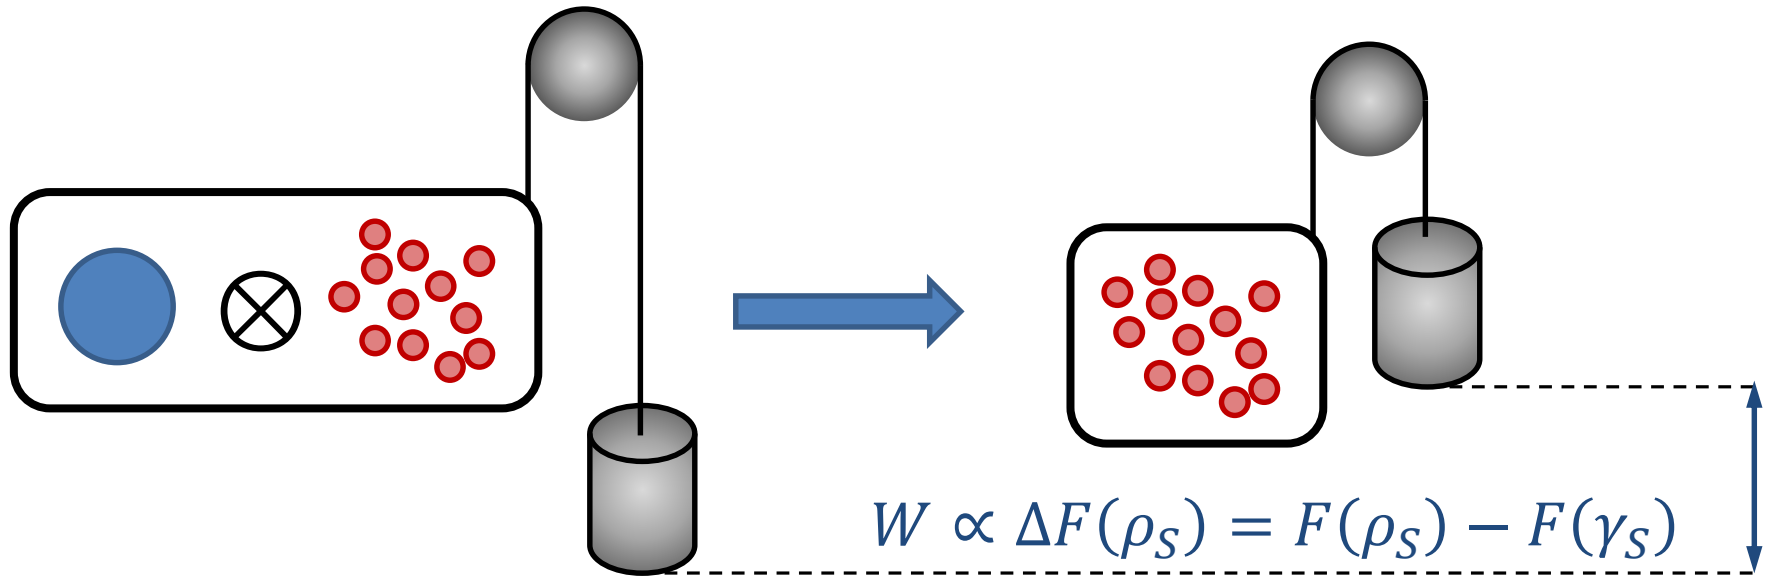 W ∝ ΔF(ρ_S) = F(ρ_S) − F(γ_S)